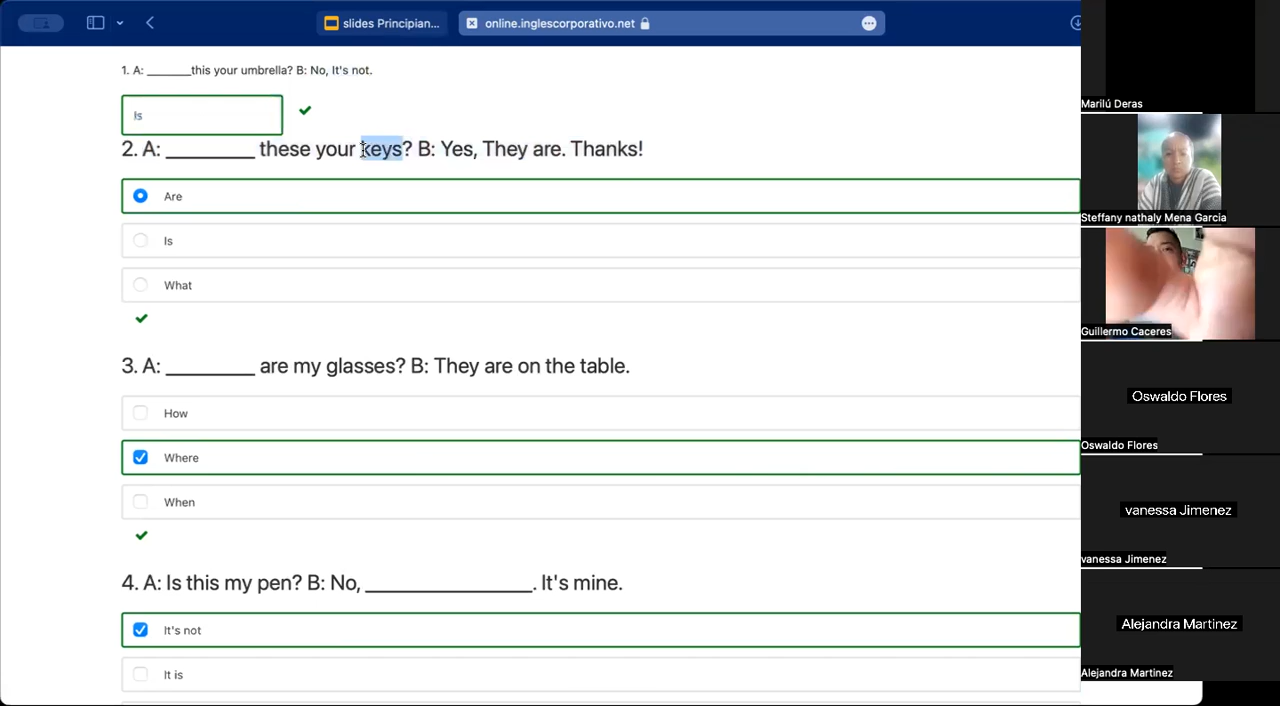 slides Principian...
online.inglescorporativo.net
1. A: _______this your umbrella? B: No, It's not.
Is
2. A: _________ these your keys? B: Yes, They are. Thanks!
Are
Is
What
3. A: _________ are my glasses? B: They are on the table.
How
Where
When
4. A: Is this my pen? B: No, _________________. It's mine.
It's not
It is
Marilú Deras
Steffany nathaly Mena Garcia
Guillermo Caceres
Oswaldo Flores
Oswaldo Flores
vanessa Jimenez
vanessa Jimenez
Alejandra Martinez
Alejandra Martinez